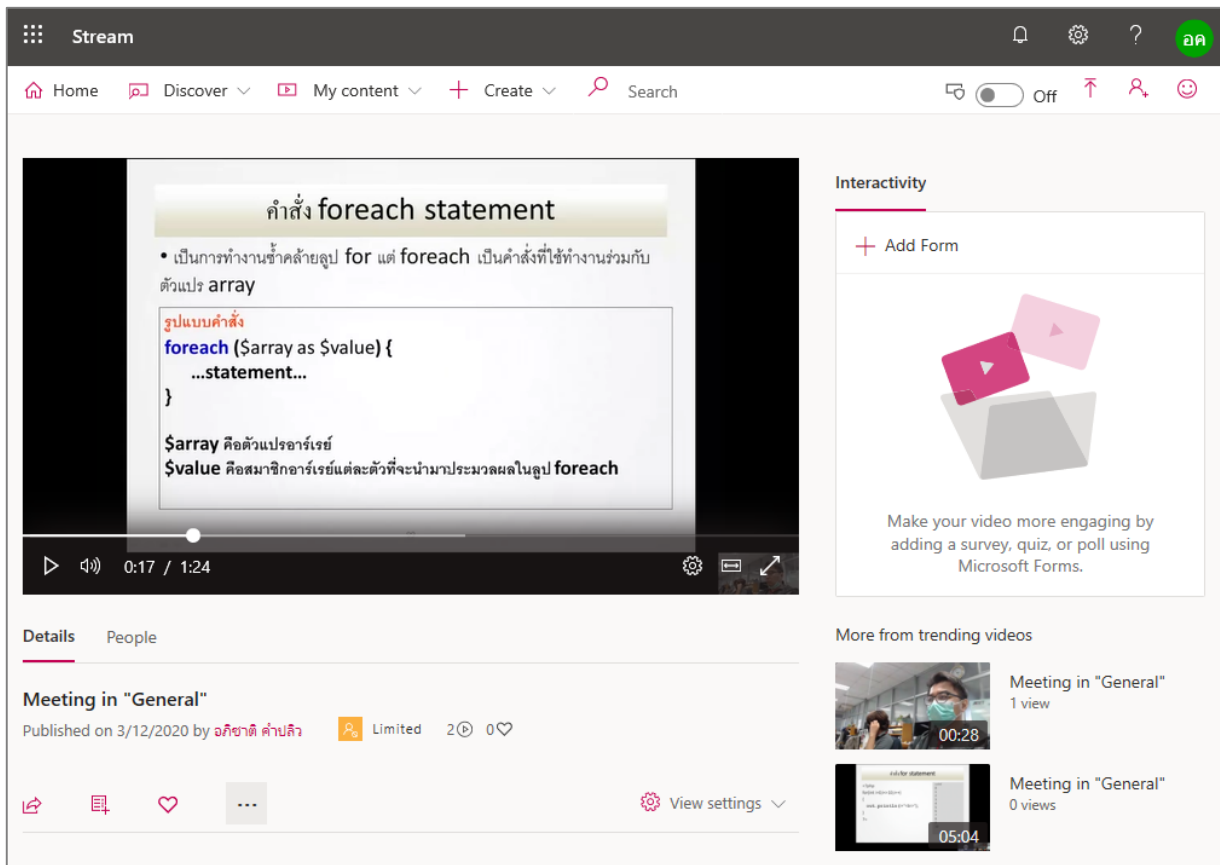 Stream
อค
Home Discover My content Create Search
Off
คำสั่ง foreach statement
• เป็นการทำงานซ้ำคล้ายลูป for แต่ foreach เป็นคำสั่งที่ใช้ทำงานร่วมกับ
ตัวแปร array
รูปแบบคำสั่ง
foreach ($array as $value) {
...statement...
}
$array คือตัวแปรอาร์เรย์
$value คือสมาชิกอาร์เรย์แต่ละตัวที่จะนำมาประมวลผลในลูป foreach
0:17 / 1:24
Interactivity
Add Form
Make your video more engaging by
adding a survey, quiz, or poll using
Microsoft Forms.
Details People
Meeting in "General"
Published on 3/12/2020 by อภิชาติ คำปลิว Limited 2 0
View settings
More from trending videos
00:28
Meeting in "General"
1 view
คำสั่งfor statement
05:04
Meeting in "General"
0 views